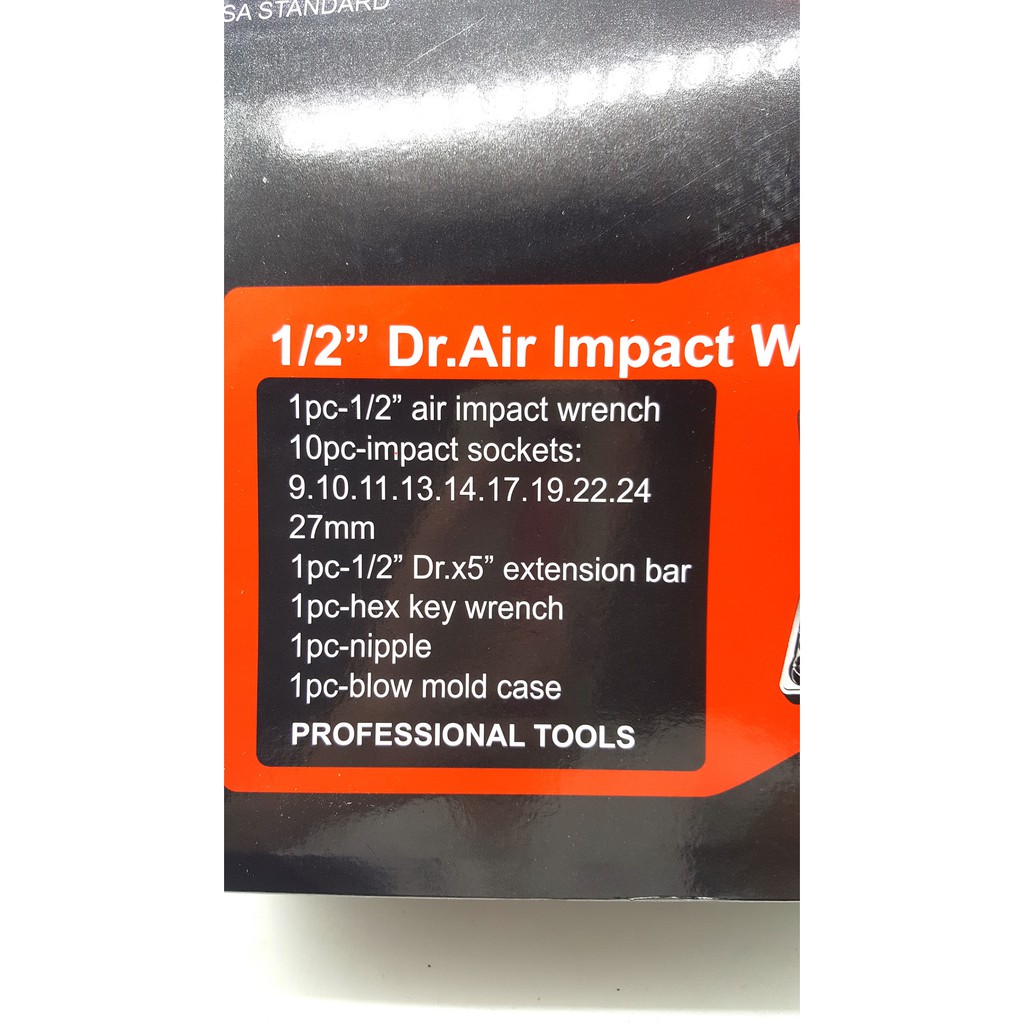 SA STANDARD
1/2” Dr.Air Impact W
1pc-1/2” air impact wrench
10pc-impact sockets:
9.10.11.13.14.17.19.22.24
27mm
1pc-1/2” Dr.x5” extension bar
1pc-hex key wrench
1pc-nipple
1pc-blow mold case
PROFESSIONAL TOOLS